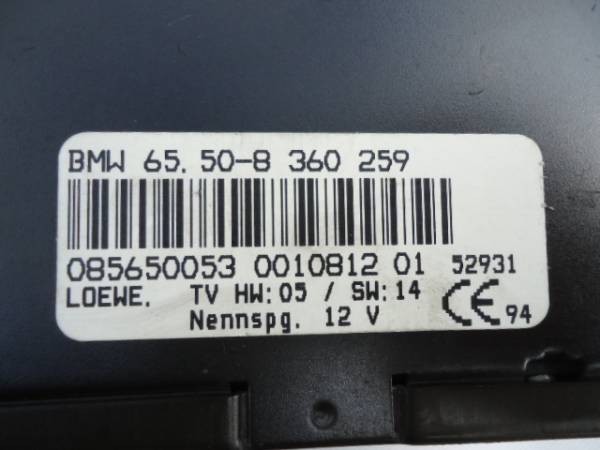 BMW 65.50-8 360 259
085650053 0010812 01 52931
LOEWE. TV HW:05 / SW:14
Nennspg. 12 V CE 94